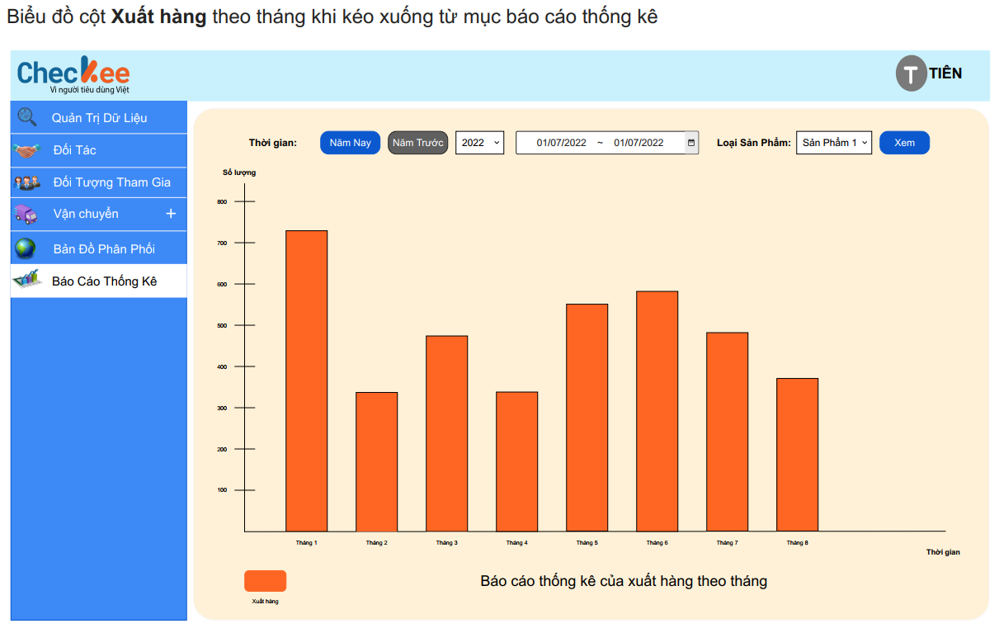 Biểu đồ cột Xuất hàng theo tháng khi kéo xuống từ mục báo cáo thống kê
Checkee
Vì người tiêu dùng Việt
T TIÊN
Quản Trị Dữ Liệu
Đối Tác
Đối Tượng Tham Gia
Vận chuyển +
Bản Đồ Phân Phối
Báo Cáo Thống Kê
Thời gian: Năm Nay Năm Trước 2022 01/07/2022 ~ 01/07/2022 Loại Sản Phẩm: Sản Phẩm 1 Xem
Số lượng
800
700
600
500
400
300
200
100
Tháng 1 Tháng 2 Tháng 3 Tháng 4 Tháng 5 Tháng 6 Tháng 7 Tháng 8
Thời gian
Báo cáo thống kê của xuất hàng theo tháng
Xuất hàng